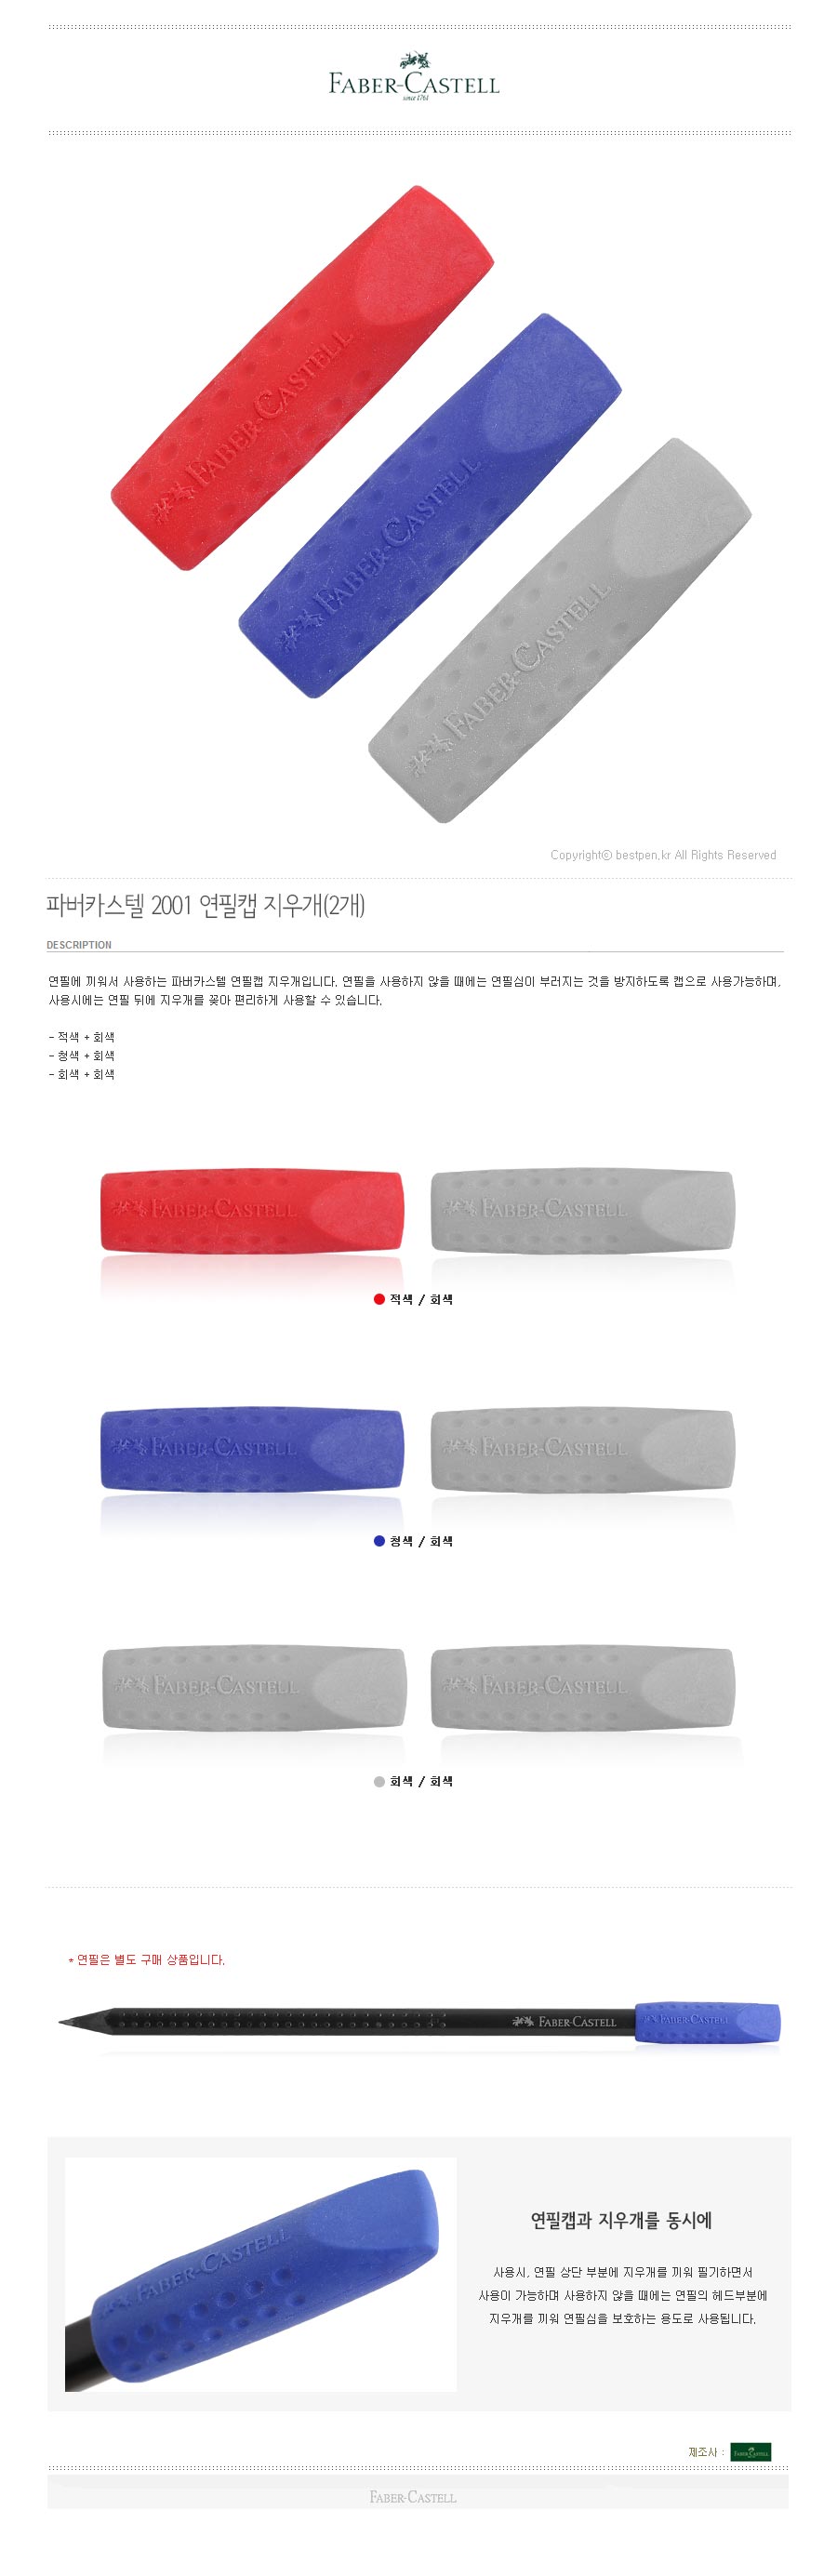 FABER-CASTELL
since 1761
FABER-CASTELL
FABER-CASTELL
FABER-CASTELL
Copyrightⓒ bestpen.kr All Rights Reserved
파버카스텔 2001 연필캡 지우개(2개)
DESCRIPTION
연필에 끼워서 사용하는 파버카스텔 연필캡 지우개입니다. 연필을 사용하지 않을 때에는 연필심이 부러지는 것을 방지하도록 캡으로 사용가능하며,
사용시에는 연필 뒤에 지우개를 꽂아 편리하게 사용할 수 있습니다.
- 적색 + 회색
- 청색 + 회색
- 회색 + 회색
FABER-CASTELL FABER-CASTELL
적색 / 회색
FABER-CASTELL FABER-CASTELL
청색 / 회색
FABER-CASTELL FABER-CASTELL
회색 / 회색
* 연필은 별도 구매 상품입니다.
FABER-CASTELL FABER-CASTELL
FABER-CASTELL
연필캡과 지우개를 동시에
사용시, 연필 상단 부분에 지우개를 끼워 필기하면서
사용이 가능하며 사용하지 않을 때에는 연필의 헤드부분에
지우개를 끼워 연필심을 보호하는 용도로 사용됩니다.
제조사 : FABER-CASTELL
FABER-CASTELL